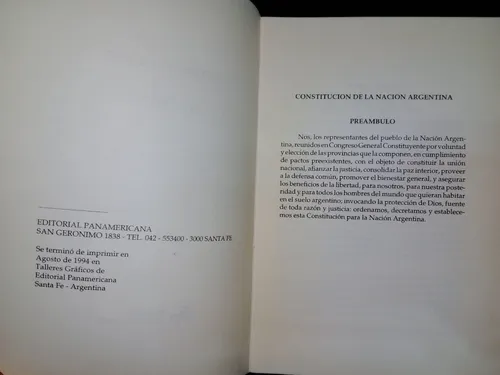 EDITORIAL PANAMERICANA
SAN GERONIMO 1838 - TEL. 042 - 553400 - 3000 SANTA FE
Se terminó de imprimir en
Agosto de 1994 en
Talleres Gráficos de
Editorial Panamericana
Santa Fe - Argentina
CONSTITUCION DE LA NACION ARGENTINA
PREAMBULO
Nos, los representantes del pueblo de la Nación Argen-
tina, reunidos en Congreso General Constituyente por voluntad
y elección de las provincias que la componen, en cumplimiento
de pactos preexistentes, con el objeto de constituir la unión
nacional, afianzar la justicia, consolidar la paz interior, proveer
a la defensa común, promover el bienestar general, y asegurar
los beneficios de la libertad, para nosotros, para nuestra poste-
ridad y para todos los hombres del mundo que quieran habitar
en el suelo argentino; invocando la protección de Dios, fuente
de toda razón y justicia: ordenamos, decretamos y establece-
mos esta Constitución para la Nación Argentina.